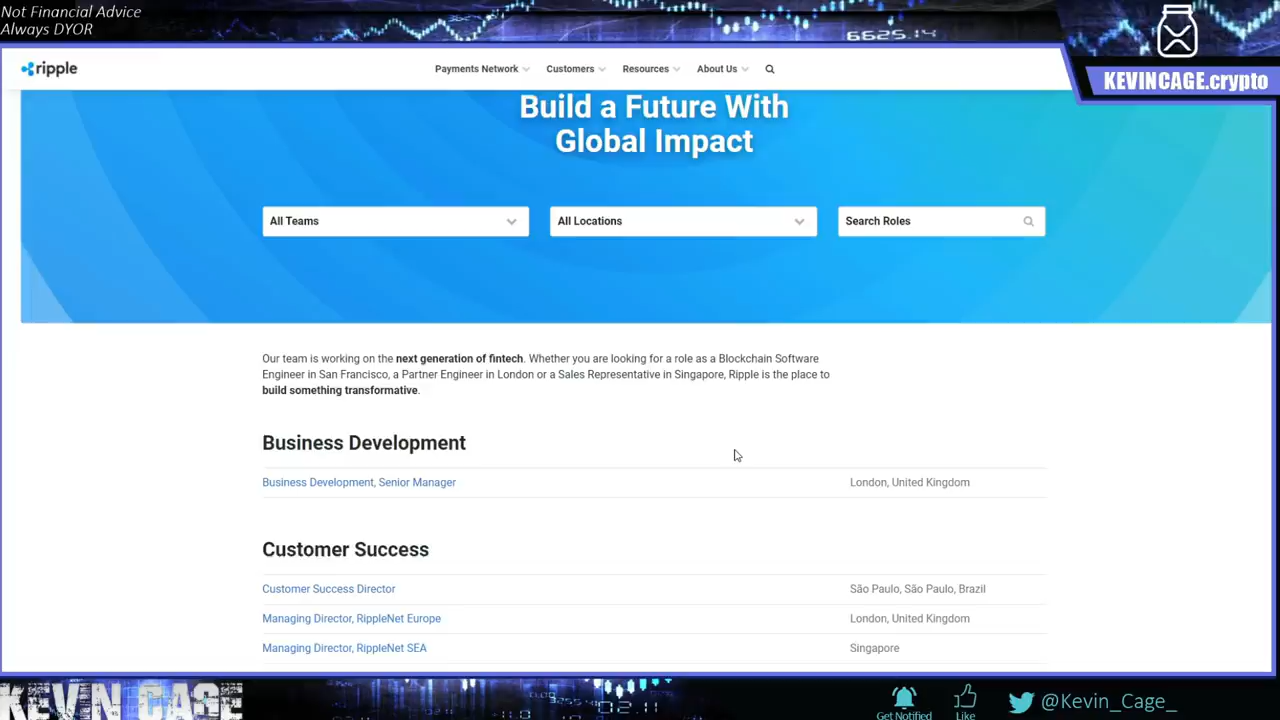 Not Financial Advice
Always DYOR
6625.14
KEVINCAGE.crypto
ripple
Payments Network Customers Resources About Us
Build a Future With
Global Impact
All Teams All Locations Search Roles
Our team is working on the next generation of fintech. Whether you are looking for a role as a Blockchain Software
Engineer in San Francisco, a Partner Engineer in London or a Sales Representative in Singapore, Ripple is the place to
build something transformative.
Business Development
Business Development, Senior Manager London, United Kingdom
Customer Success
Customer Success Director São Paulo, São Paulo, Brazil
Managing Director, RippleNet Europe London, United Kingdom
Managing Director, RippleNet SEA Singapore
KEVIN CAGE
Get Notified
Like
@Kevin_Cage_